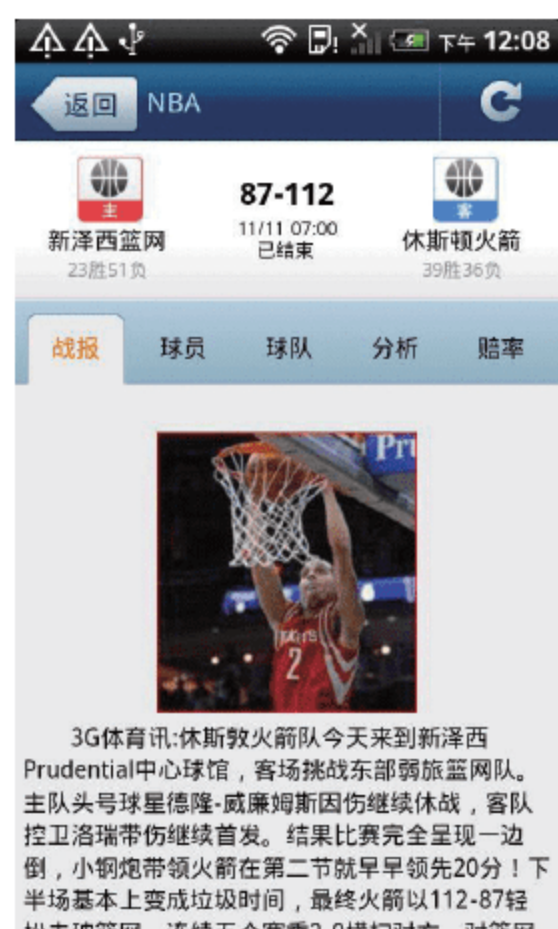 下午 12:08
返回 NBA
主 87-112 客
新泽西篮网 11/11 07:00 休斯顿火箭
23胜51负 已结束 39胜36负
战报 球员 球队 分析 赔率
Pru
2
3G体育讯:休斯敦火箭队今天来到新泽西
Prudential中心球馆，客场挑战东部弱旅篮网队。
主队头号球星德隆-威廉姆斯因伤继续休战，客队
控卫洛瑞带伤继续首发。结果比赛完全呈现一边
倒，小钢炮带领火箭在第二节就早早领先20分！下
半场基本上变成垃圾时间，最终火箭以112-87轻